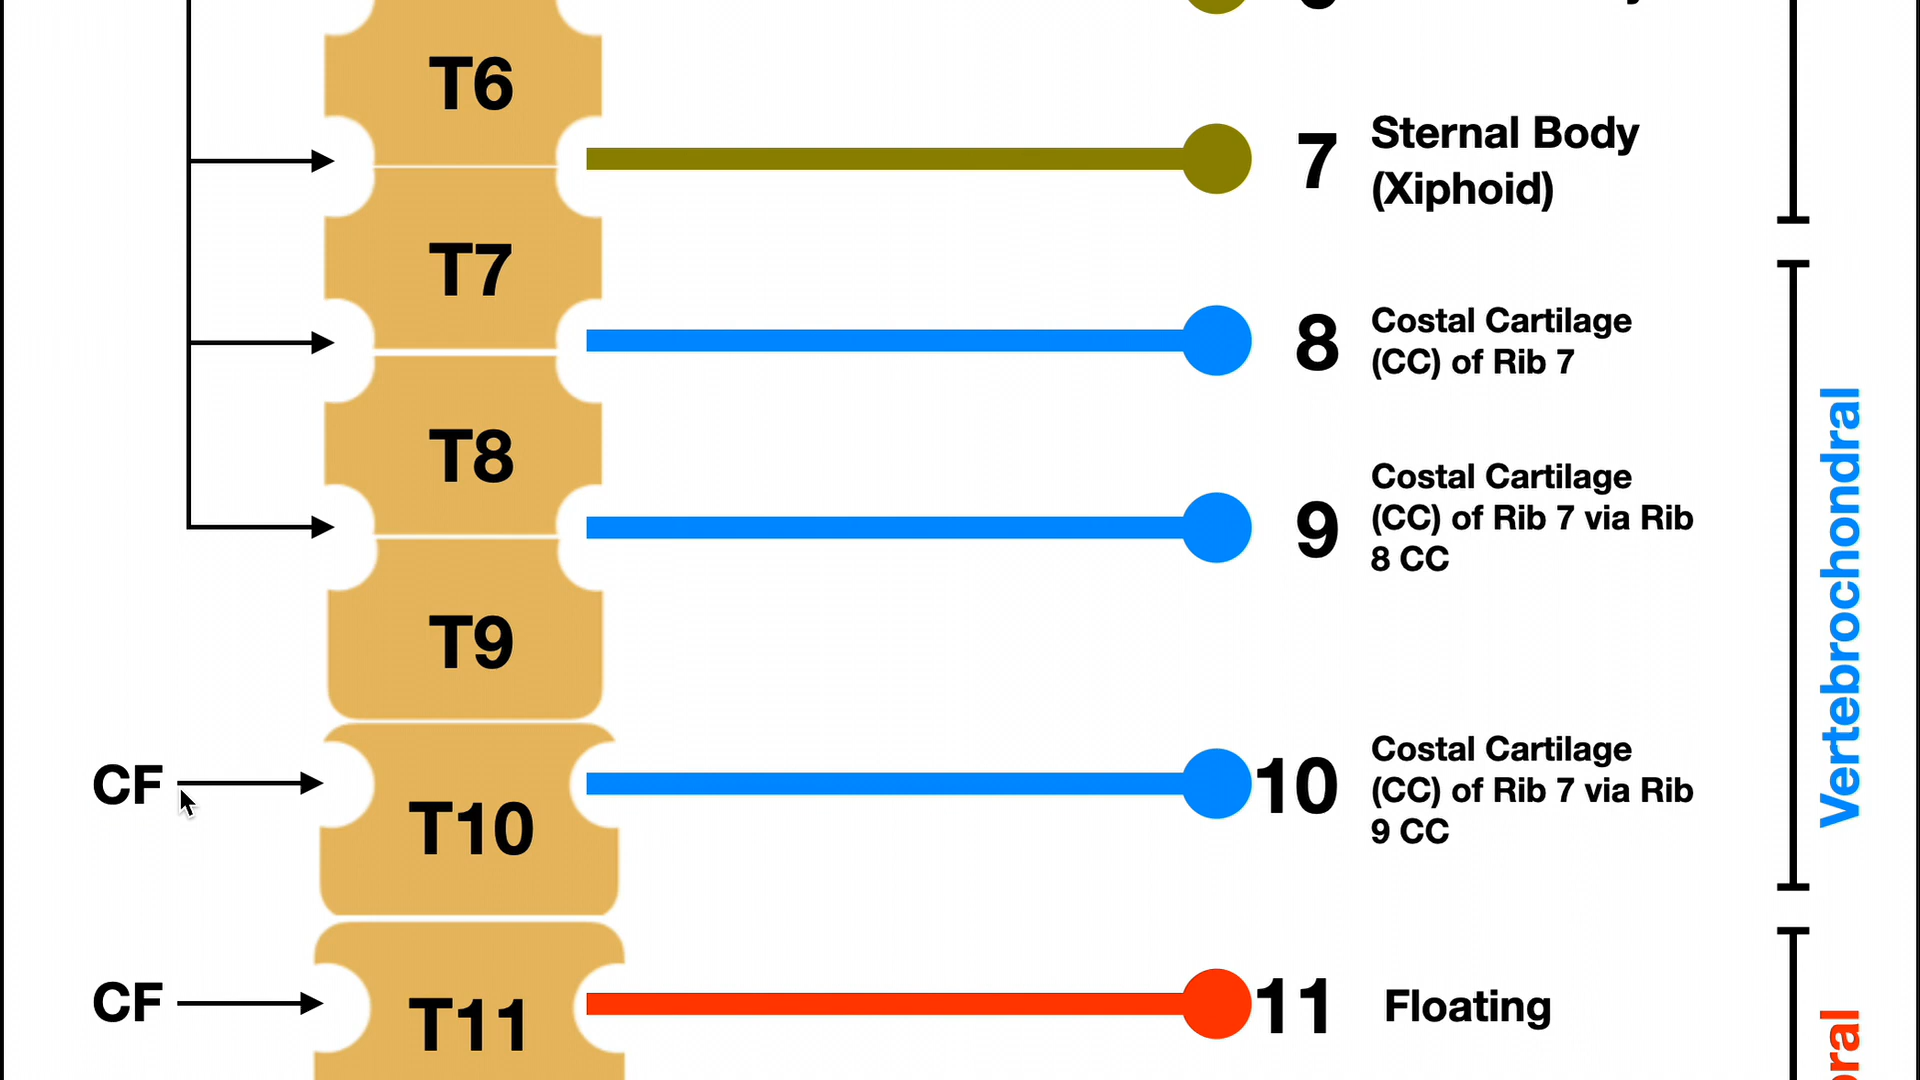 T6
7
Sternal Body
(Xiphoid)
T7
8
Costal Cartilage
(CC) of Rib 7
T8
9
Costal Cartilage
(CC) of Rib 7 via Rib
8 CC
T9
Vertebrochondral
CF
T10
10
Costal Cartilage
(CC) of Rib 7 via Rib
9 CC
CF
T11
11
Floating